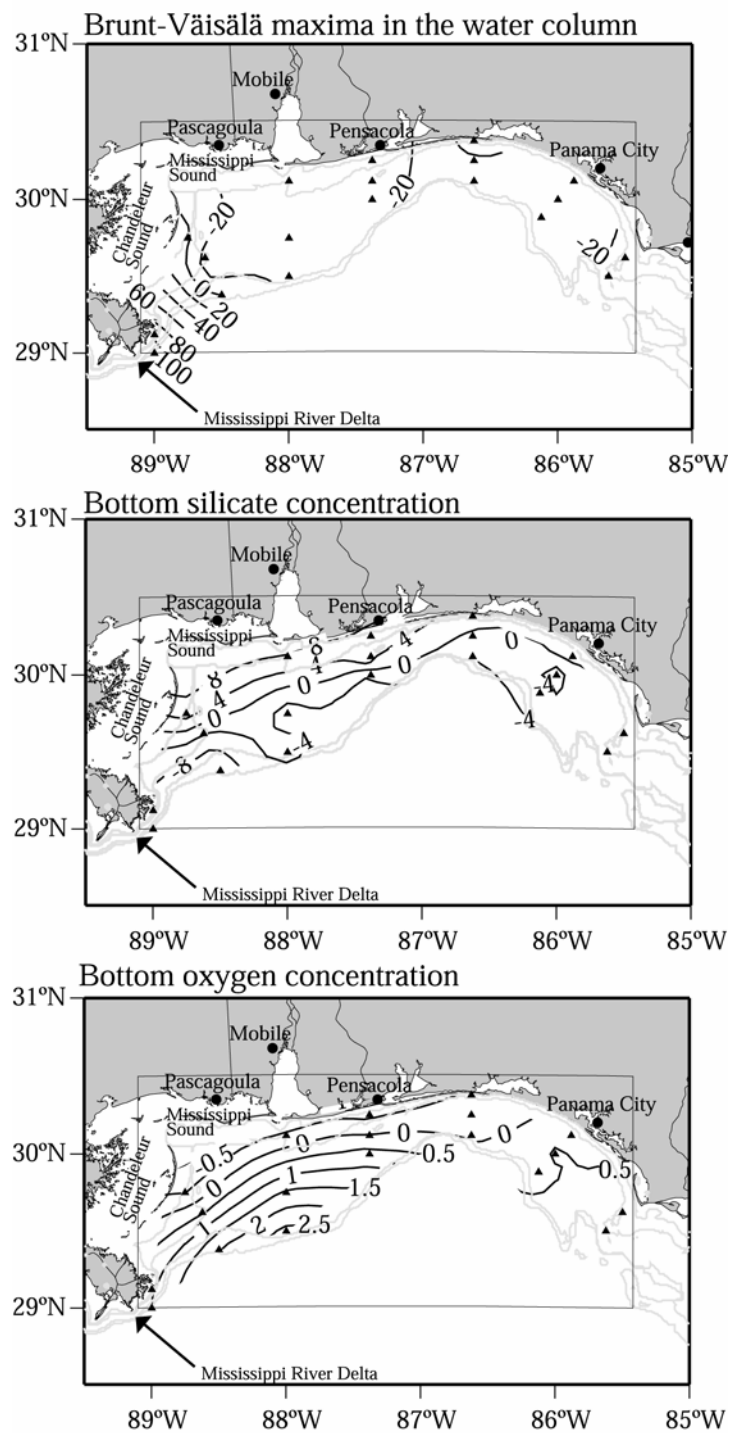 Brunt-Väisälä maxima in the water column
31ºN
Mobile
Pascagoula
Pensacola
Mississippi
Sound
Panama City
30ºN
Chandeleur
Sound
-20
-20
-20
0
20
60
40
80
100
29ºN
Mississippi River Delta
89ºW 88ºW 87ºW 86ºW 85ºW
Bottom silicate concentration
31ºN
Mobile
Pascagoula
Pensacola
Mississippi
Sound
Panama City
8
4
4
0
0
30ºN
8
4
0
0
-4
-4
-4
Chandeleur
Sound
-8
29ºN
Mississippi River Delta
89ºW 88ºW 87ºW 86ºW 85ºW
Bottom oxygen concentration
31ºN
Mobile
Pascagoula
Pensacola
Mississippi
Sound
Panama City
30ºN
-0.5
0
0
0
-0.5
0.5
0
1
1.5
Chandeleur
Sound
1
2
2.5
29ºN
Mississippi River Delta
89ºW 88ºW 87ºW 86ºW 85ºW